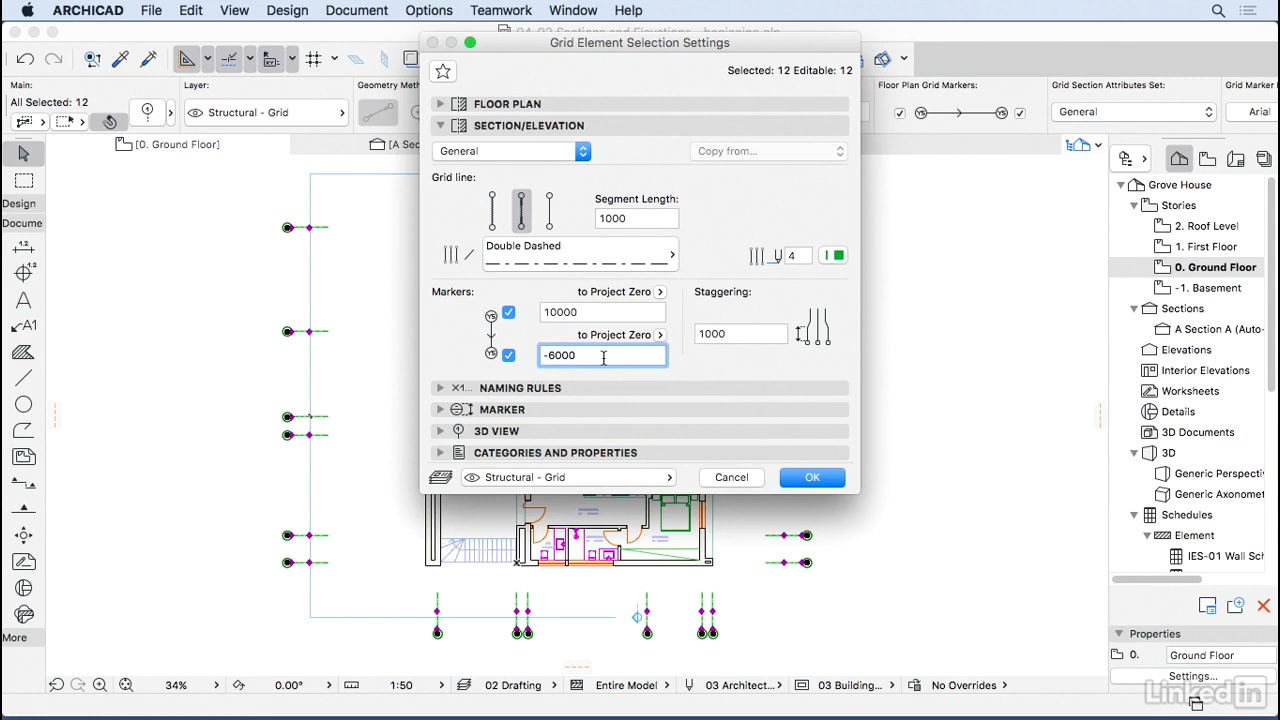 ARCHICAD File Edit View Design Document Options Teamwork Window Help
Grid Element Selection Settings
Selected: 12 Editable: 12
Main:
All Selected: 12
Layer:
Structural - Grid
Geometry Me
Floor Plan Grid Markers:
Grid Section Attributes Set:
General
Grid Marker
Arial
[0. Ground Floor]
[A Sec
Design
Docume
More
FLOOR PLAN
SECTION/ELEVATION
General
Copy from...
Grid line:
Segment Length:
1000
Double Dashed
4
Markers:
to Project Zero
10000
to Project Zero
-6000
Staggering:
1000
NAMING RULES
MARKER
3D VIEW
CATEGORIES AND PROPERTIES
Structural - Grid
Cancel
OK
Grove House
Stories
2. Roof Level
1. First Floor
0. Ground Floor
-1. Basement
Sections
A Section A (Auto-
Elevations
Interior Elevations
Worksheets
Details
3D Documents
3D
Generic Perspecti
Generic Axonomet
Schedules
Element
IES-01 Wall Sch
Properties
0. Ground Floor
Settings...
34%
0.00°
1:50
02 Drafting
Entire Model
03 Architect...
03 Building...
No Overrides
LinkedIn